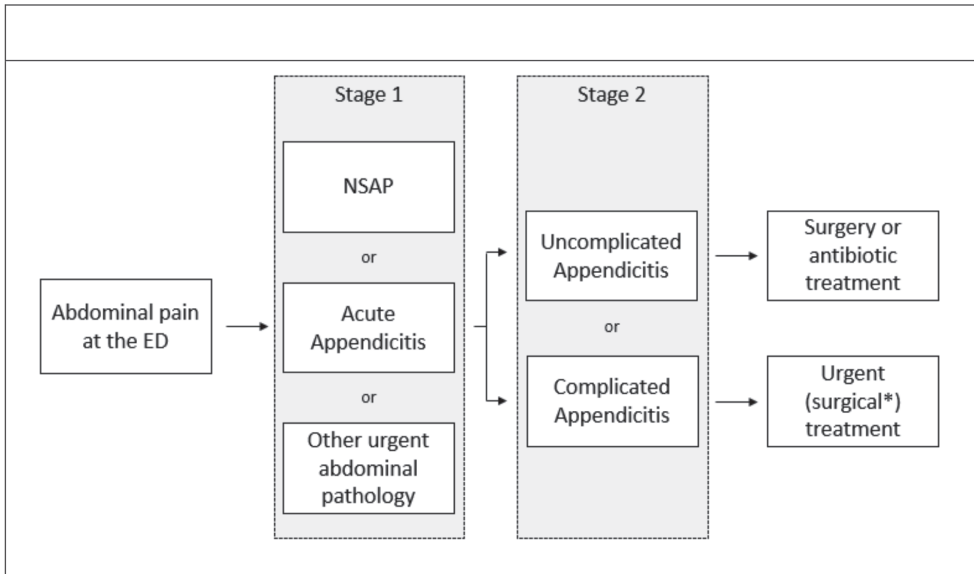 Stage 1
Stage 2
NSAP
or
Acute
Appendicitis
or
Other urgent
abdominal
pathology
Abdominal pain
at the ED
Uncomplicated
Appendicitis
or
Complicated
Appendicitis
Surgery or
antibiotic
treatment
Urgent
(surgical*)
treatment